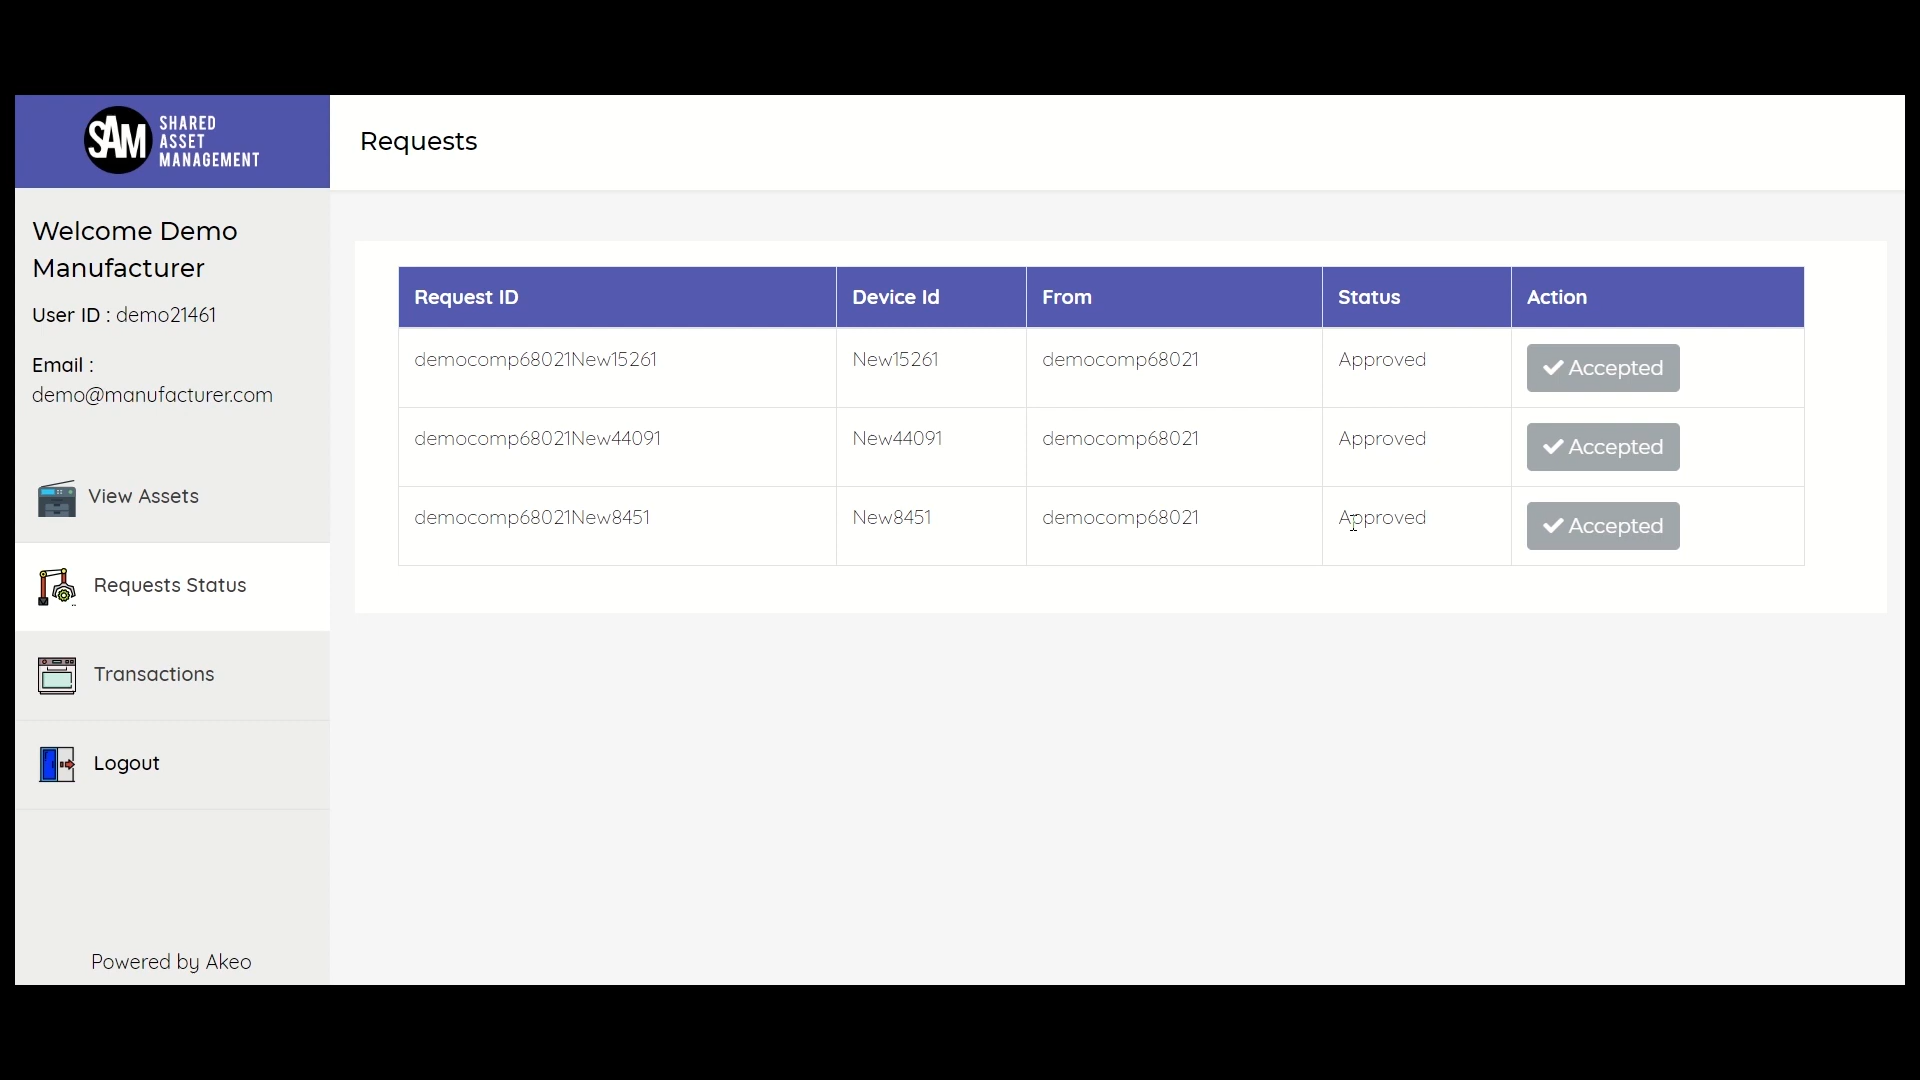 SAM SHARED
ASSET
MANAGEMENT
Requests
Welcome Demo
Manufacturer
User ID : demo21461
Email :
demo@manufacturer.com
View Assets
Requests Status
Transactions
Logout
Powered by Akeo
Request ID Device Id From Status Action
democomp68021New15261 New15261 democomp68021 Approved Accepted
democomp68021New44091 New44091 democomp68021 Approved Accepted
democomp68021New8451 New8451 democomp68021 Approved Accepted